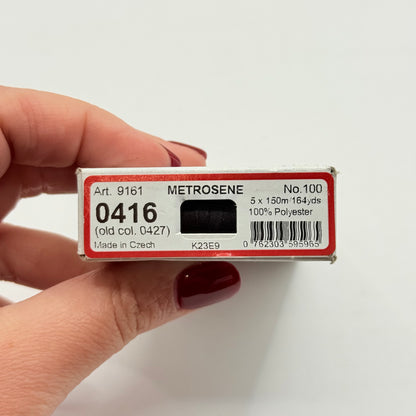 Art. 9161 METROSENE No.100
0416 5 x 150m/164yds
100% Polyester
(old col. 0427)
Made in Czech K23E9 0 762303 595965